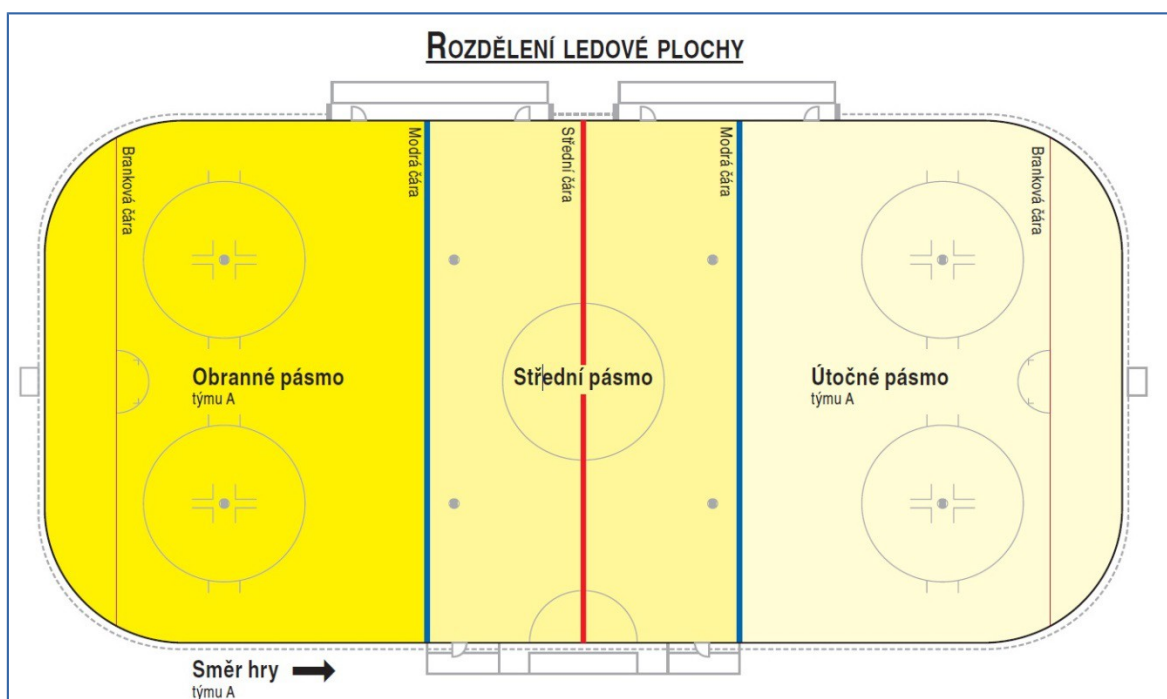 ROZDĚLENÍ LEDOVÉ PLOCHY
Branková čára
Modrá čára
Střední čára
Modrá čára
Branková čára
Obranné pásmo
týmu A
Střední pásmo
Útočné pásmo
týmu A
Směr hry
týmu A